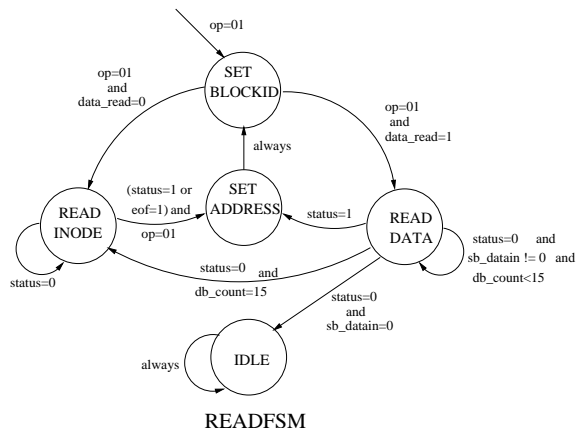 op=01
SET
BLOCKID
op=01
and
data_read=0
op=01
and
data_read=1
always
(status=1 or
eof=1) and
op=01
SET
ADDRESS
status=1
READ
INODE
READ
DATA
status=0
status=0 and
sb_datain != 0 and
db_count<15
status=0 and
db_count=15
status=0
and
sb_datain=0
always
IDLE
READFSM